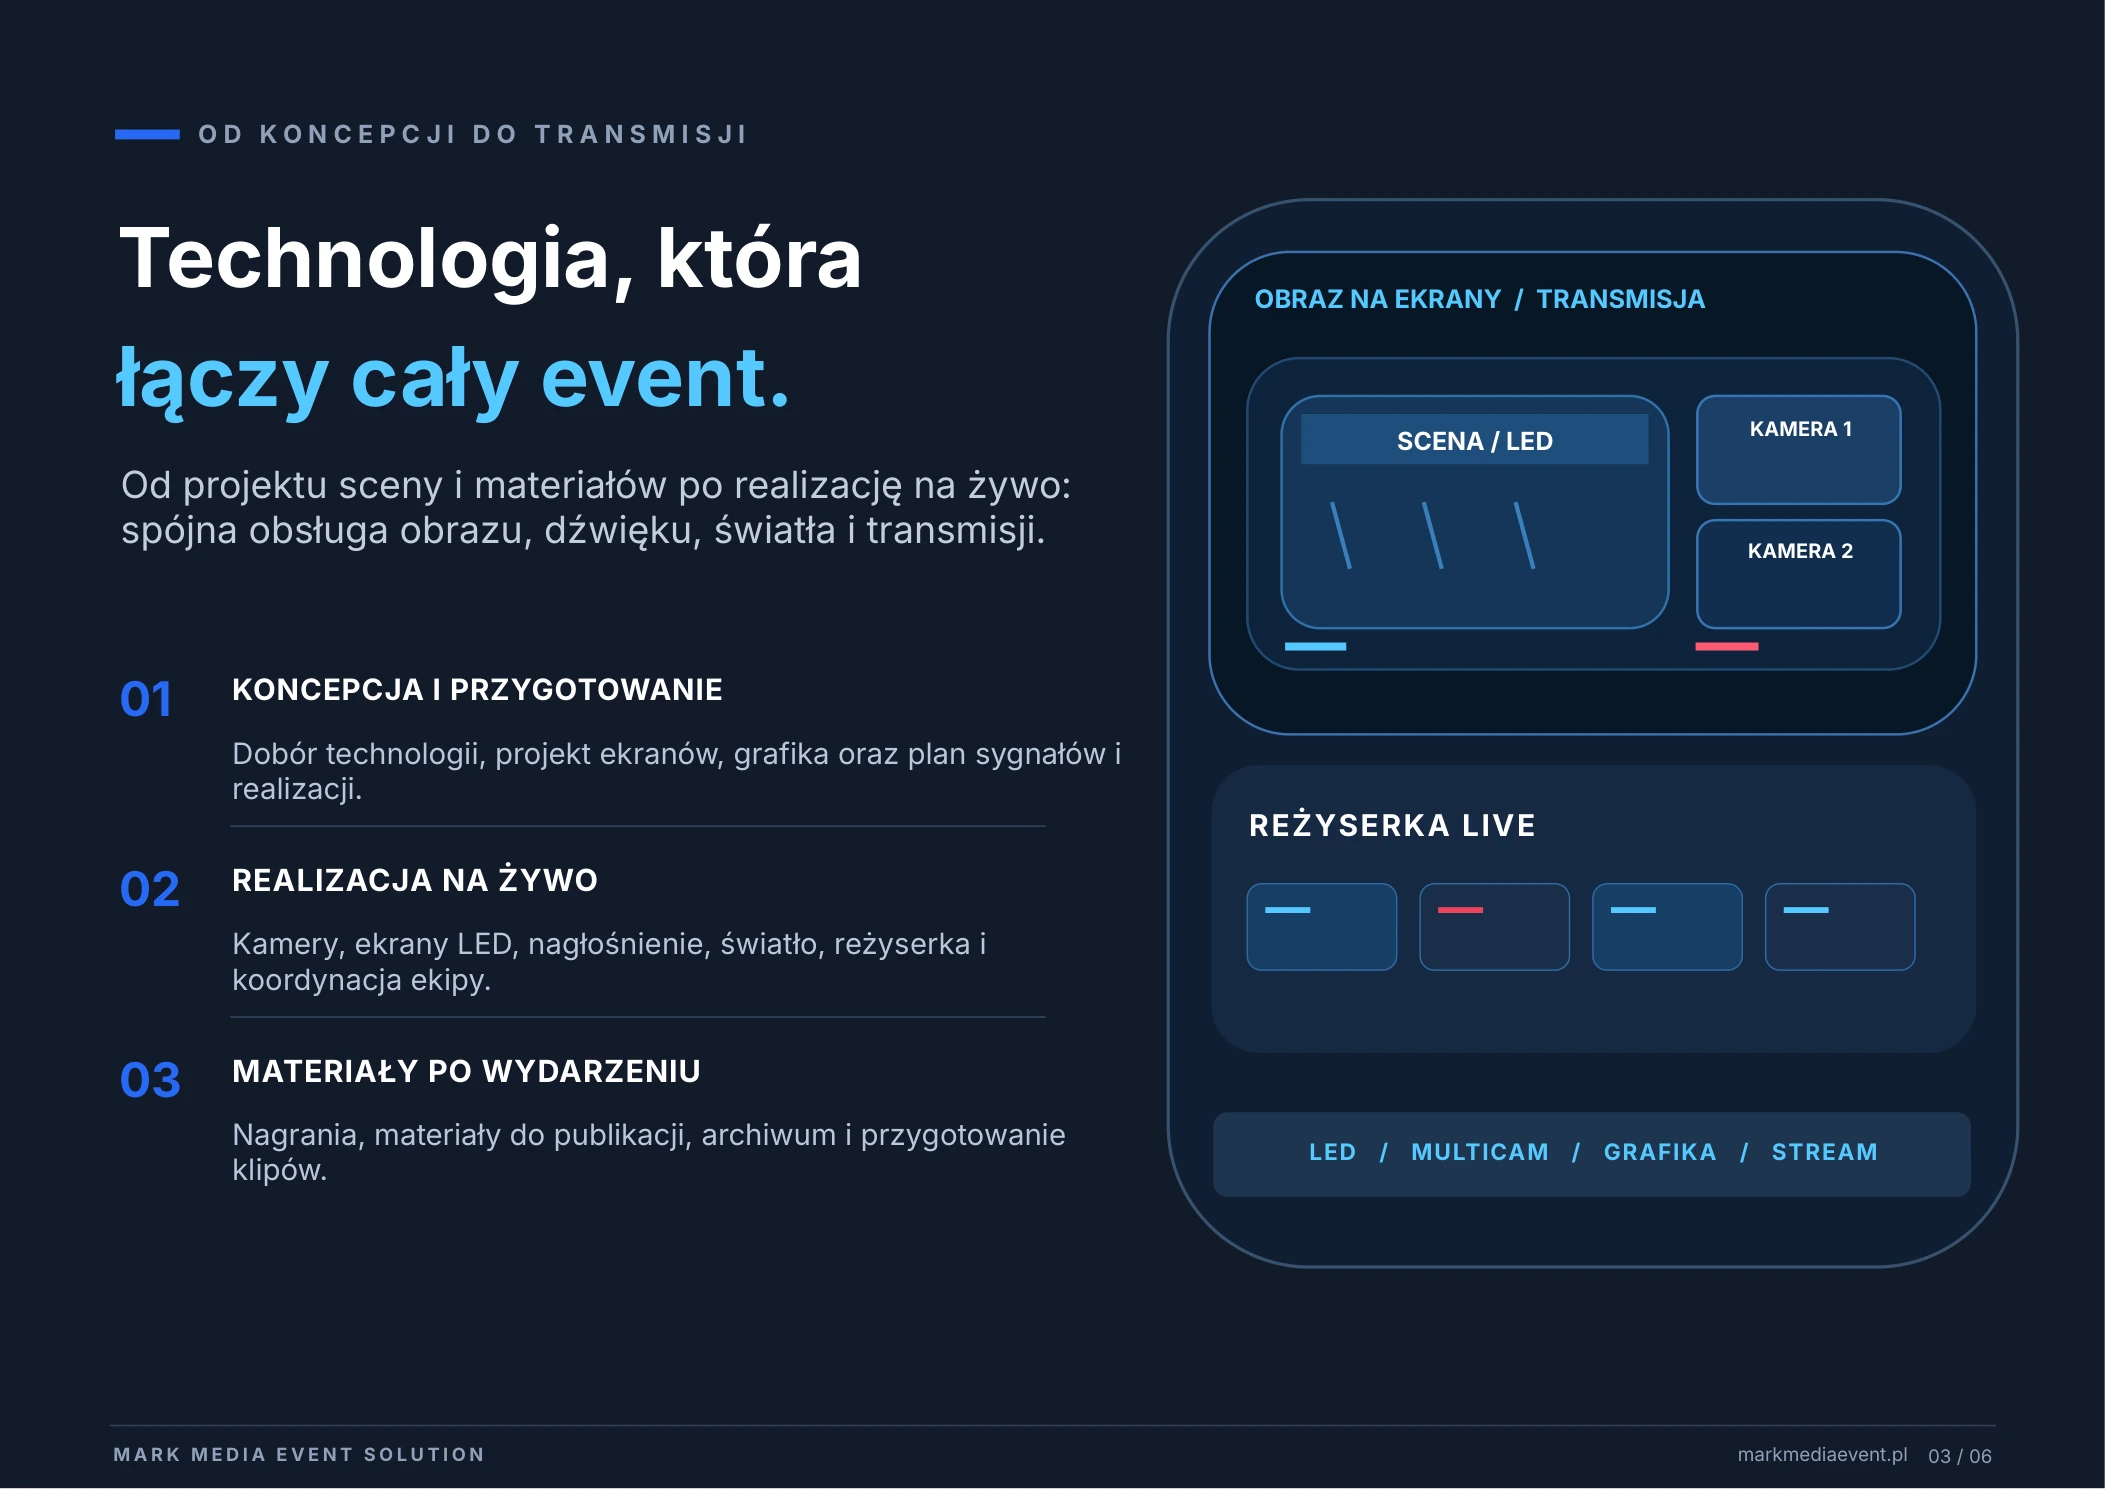 OD KONCEPCJI DO TRANSMISJI
Technologia, która
łączy cały event.
Od projektu sceny i materiałów po realizację na żywo:
spójna obsługa obrazu, dźwięku, światła i transmisji.
01
KONCEPCJA I PRZYGOTOWANIE
Dobór technologii, projekt ekranów, grafika oraz plan sygnałów i
realizacji.
02
REALIZACJA NA ŻYWO
Kamery, ekrany LED, nagłośnienie, światło, reżyserka i
koordynacja ekipy.
03
MATERIAŁY PO WYDARZENIU
Nagrania, materiały do publikacji, archiwum i przygotowanie
klipów.
OBRAZ NA EKRANY / TRANSMISJA
SCENA / LED
KAMERA 1
KAMERA 2
REŻYSERKA LIVE
LED / MULTICAM / GRAFIKA / STREAM
MARK MEDIA EVENT SOLUTION
markmediaevent.pl 03 / 06